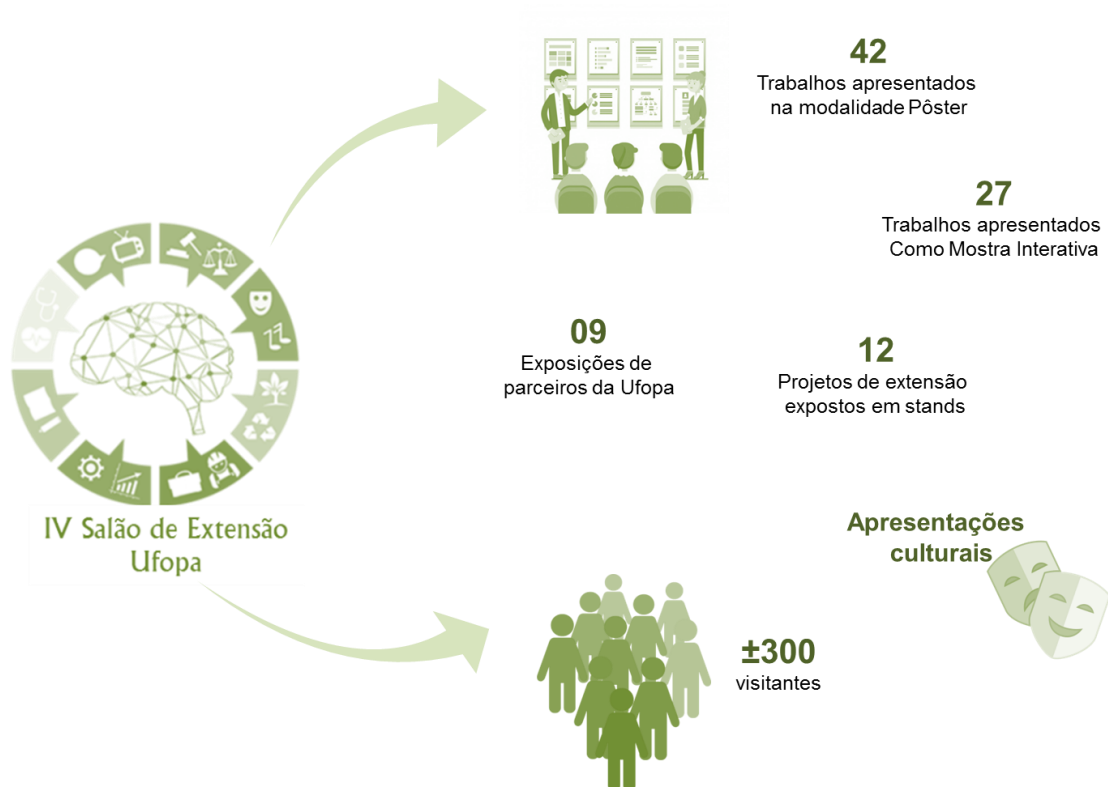 42
Trabalhos apresentados
na modalidade Pôster
27
Trabalhos apresentados
Como Mostra Interativa
09
Exposições de
parceiros da Ufopa
12
Projetos de extensão
expostos em stands
IV Salão de Extensão
Ufopa
Apresentações
culturais
±300
visitantes